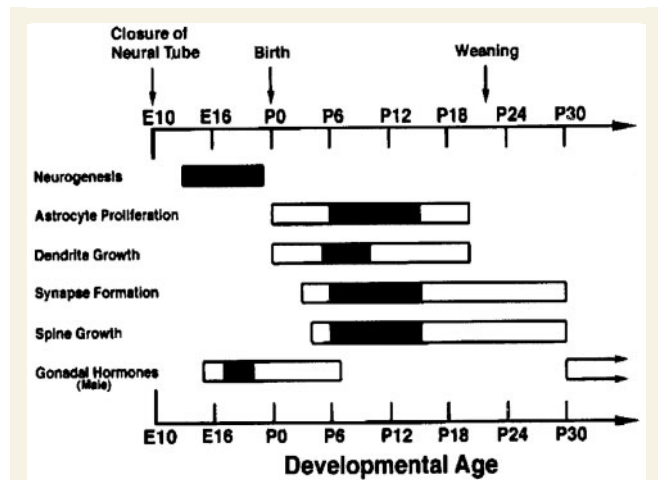 Closure of
Neural Tube
Birth
Weaning
E10 E16 P0 P6 P12 P18 P24 P30
Neurogenesis
Astrocyte Proliferation
Dendrite Growth
Synapse Formation
Spine Growth
Gonadal Hormones
(Male)
E10 E16 P0 P6 P12 P18 P24 P30
Developmental Age